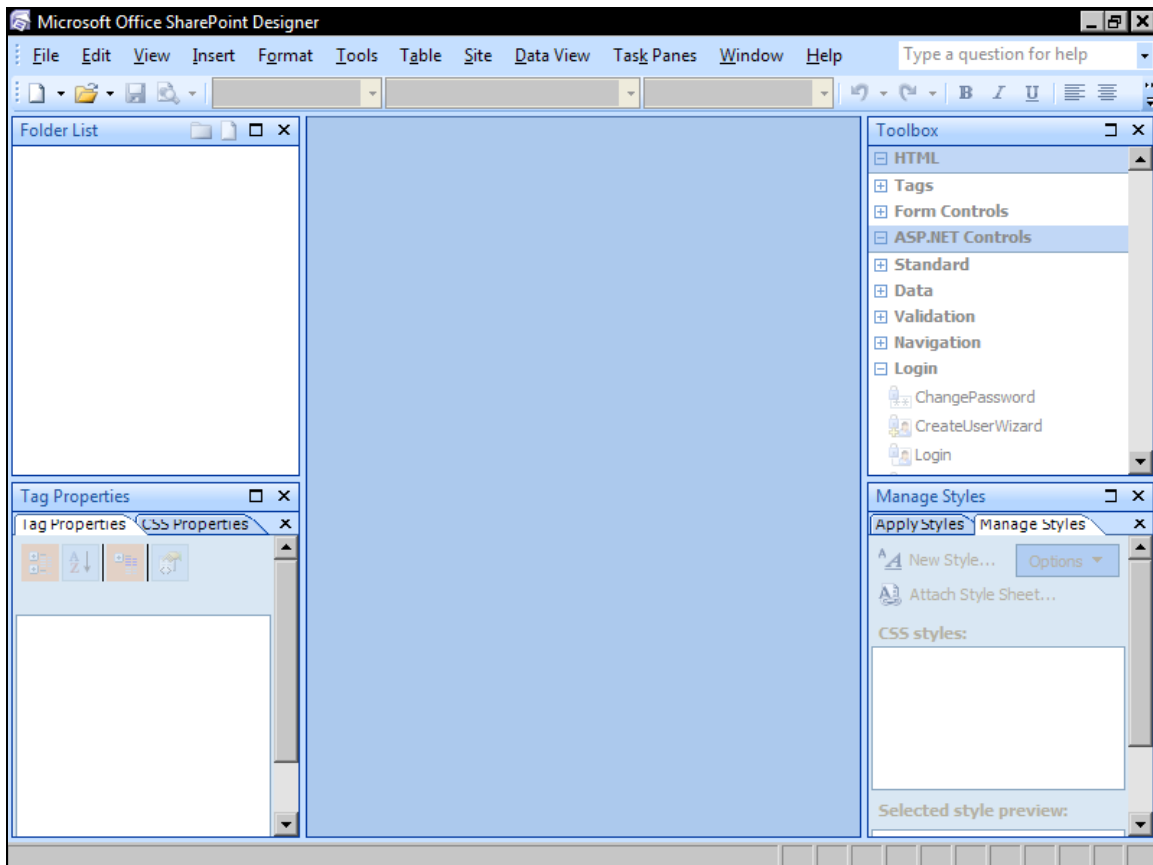 Microsoft Office SharePoint Designer
File Edit View Insert Format Tools Table Site Data View Task Panes Window Help Type a question for help
B I U
Folder List
Toolbox
HTML
Tags
Form Controls
ASP.NET Controls
Standard
Data
Validation
Navigation
Login
ChangePassword
CreateUserWizard
Login
Tag Properties
Tag Properties CSS Properties
Manage Styles
Apply Styles Manage Styles
New Style... Options
Attach Style Sheet...
CSS styles:
Selected style preview: